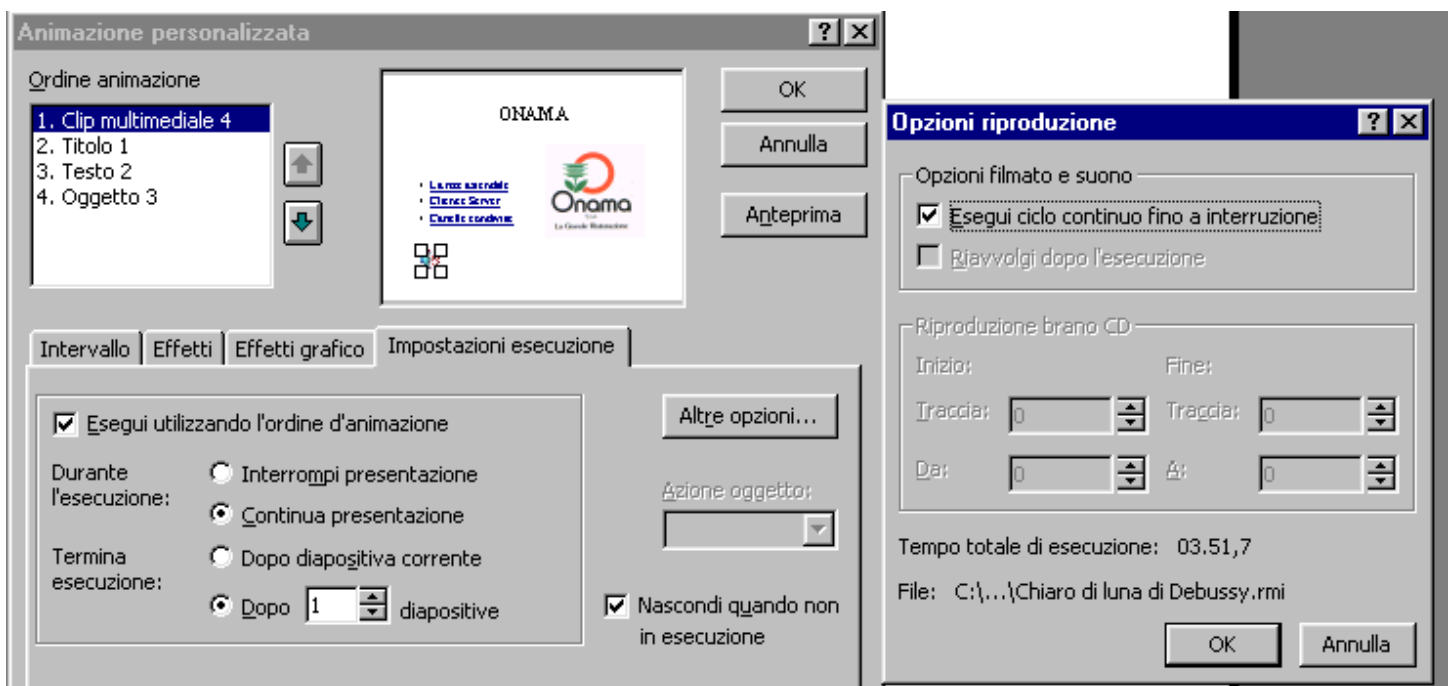 Animazione personalizzata
Ordine animazione
1. Clip multimediale 4
2. Titolo 1
3. Testo 2
4. Oggetto 3
ONAMA
Server
Onama
La Grande Ristorazione
OK
Annulla
Anteprima
Intervallo
Effetti
Effetti grafico
Impostazioni esecuzione
Esegui utilizzando l'ordine d'animazione
Durante
l'esecuzione:
Interrompi presentazione
Continua presentazione
Termina
esecuzione:
Dopo diapositiva corrente
Dopo 1 diapositive
Altre opzioni...
Azione oggetto:
Nascondi quando non
in esecuzione
Opzioni riproduzione
Opzioni filmato e suono
Esegui ciclo continuo fino a interruzione
Riavvolgi dopo l'esecuzione
Riproduzione brano CD
Inizio: Fine:
Traccia: 0 Traccia: 0
Da: 0 A: 0
Tempo totale di esecuzione: 03.51,7
File: C:\...\Chiaro di luna di Debussy.rmi
OK
Annulla